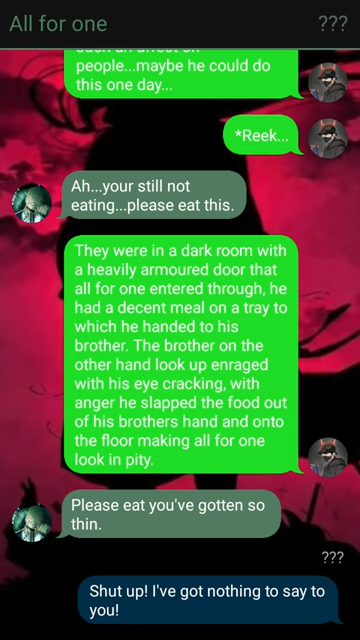 All for one
???
people...maybe he could do
this one day...
*Reek...
Ah...your still not
eating...please eat this.
They were in a dark room with
a heavily armoured door that
all for one entered through, he
had a decent meal on a tray to
which he handed to his
brother. The brother on the
other hand look up enraged
with his eye cracking, with
anger he slapped the food out
of his brothers hand and onto
the floor making all for one
look in pity.
Please eat you've gotten so
thin.
???
Shut up! I've got nothing to say to
you!